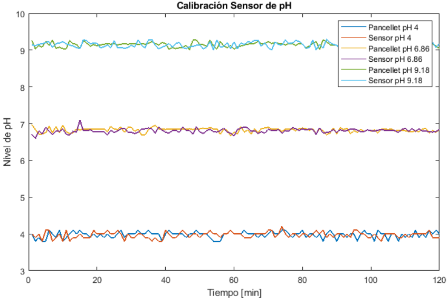 Calibración Sensor de pH
10
9
8
7
6
5
4
3
Nivel de pH
Pancellet pH 4
Sensor pH 4
Pancellet pH 6.86
Sensor pH 6.86
Pancellet pH 9.18
Sensor pH 9.18
0 20 40 60 80 100 120
Tiempo [min]